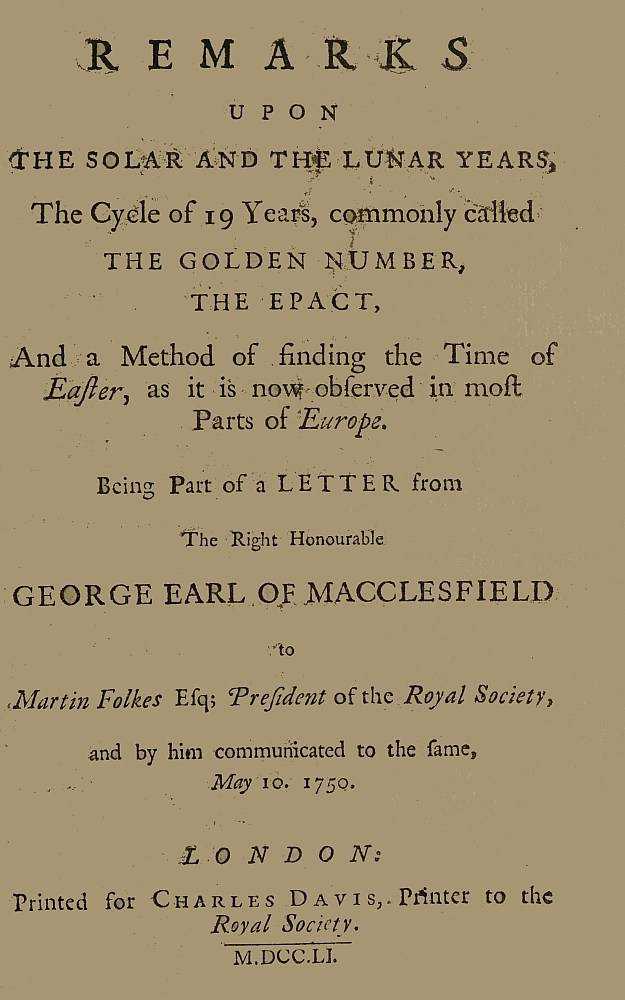 REMARKS
UPON
THE SOLAR AND THE LUNAR YEARS,
The Cycle of 19 Years, commonly called
THE GOLDEN NUMBER,
THE EPACT,
And a Method of finding the Time of
Eaſter, as it is now obſerved in moſt
Parts of Europe.
Being Part of a LETTER from
The Right Honourable
GEORGE EARL OF MACCLESFIELD
to
Martin Folkes Eſq; Preſident of the Royal Society,
and by him communicated to the ſame,
May 10. 1750.
LONDON:
Printed for CHARLES DAVIS, Printer to the
Royal Society.
M.DCC.LI.